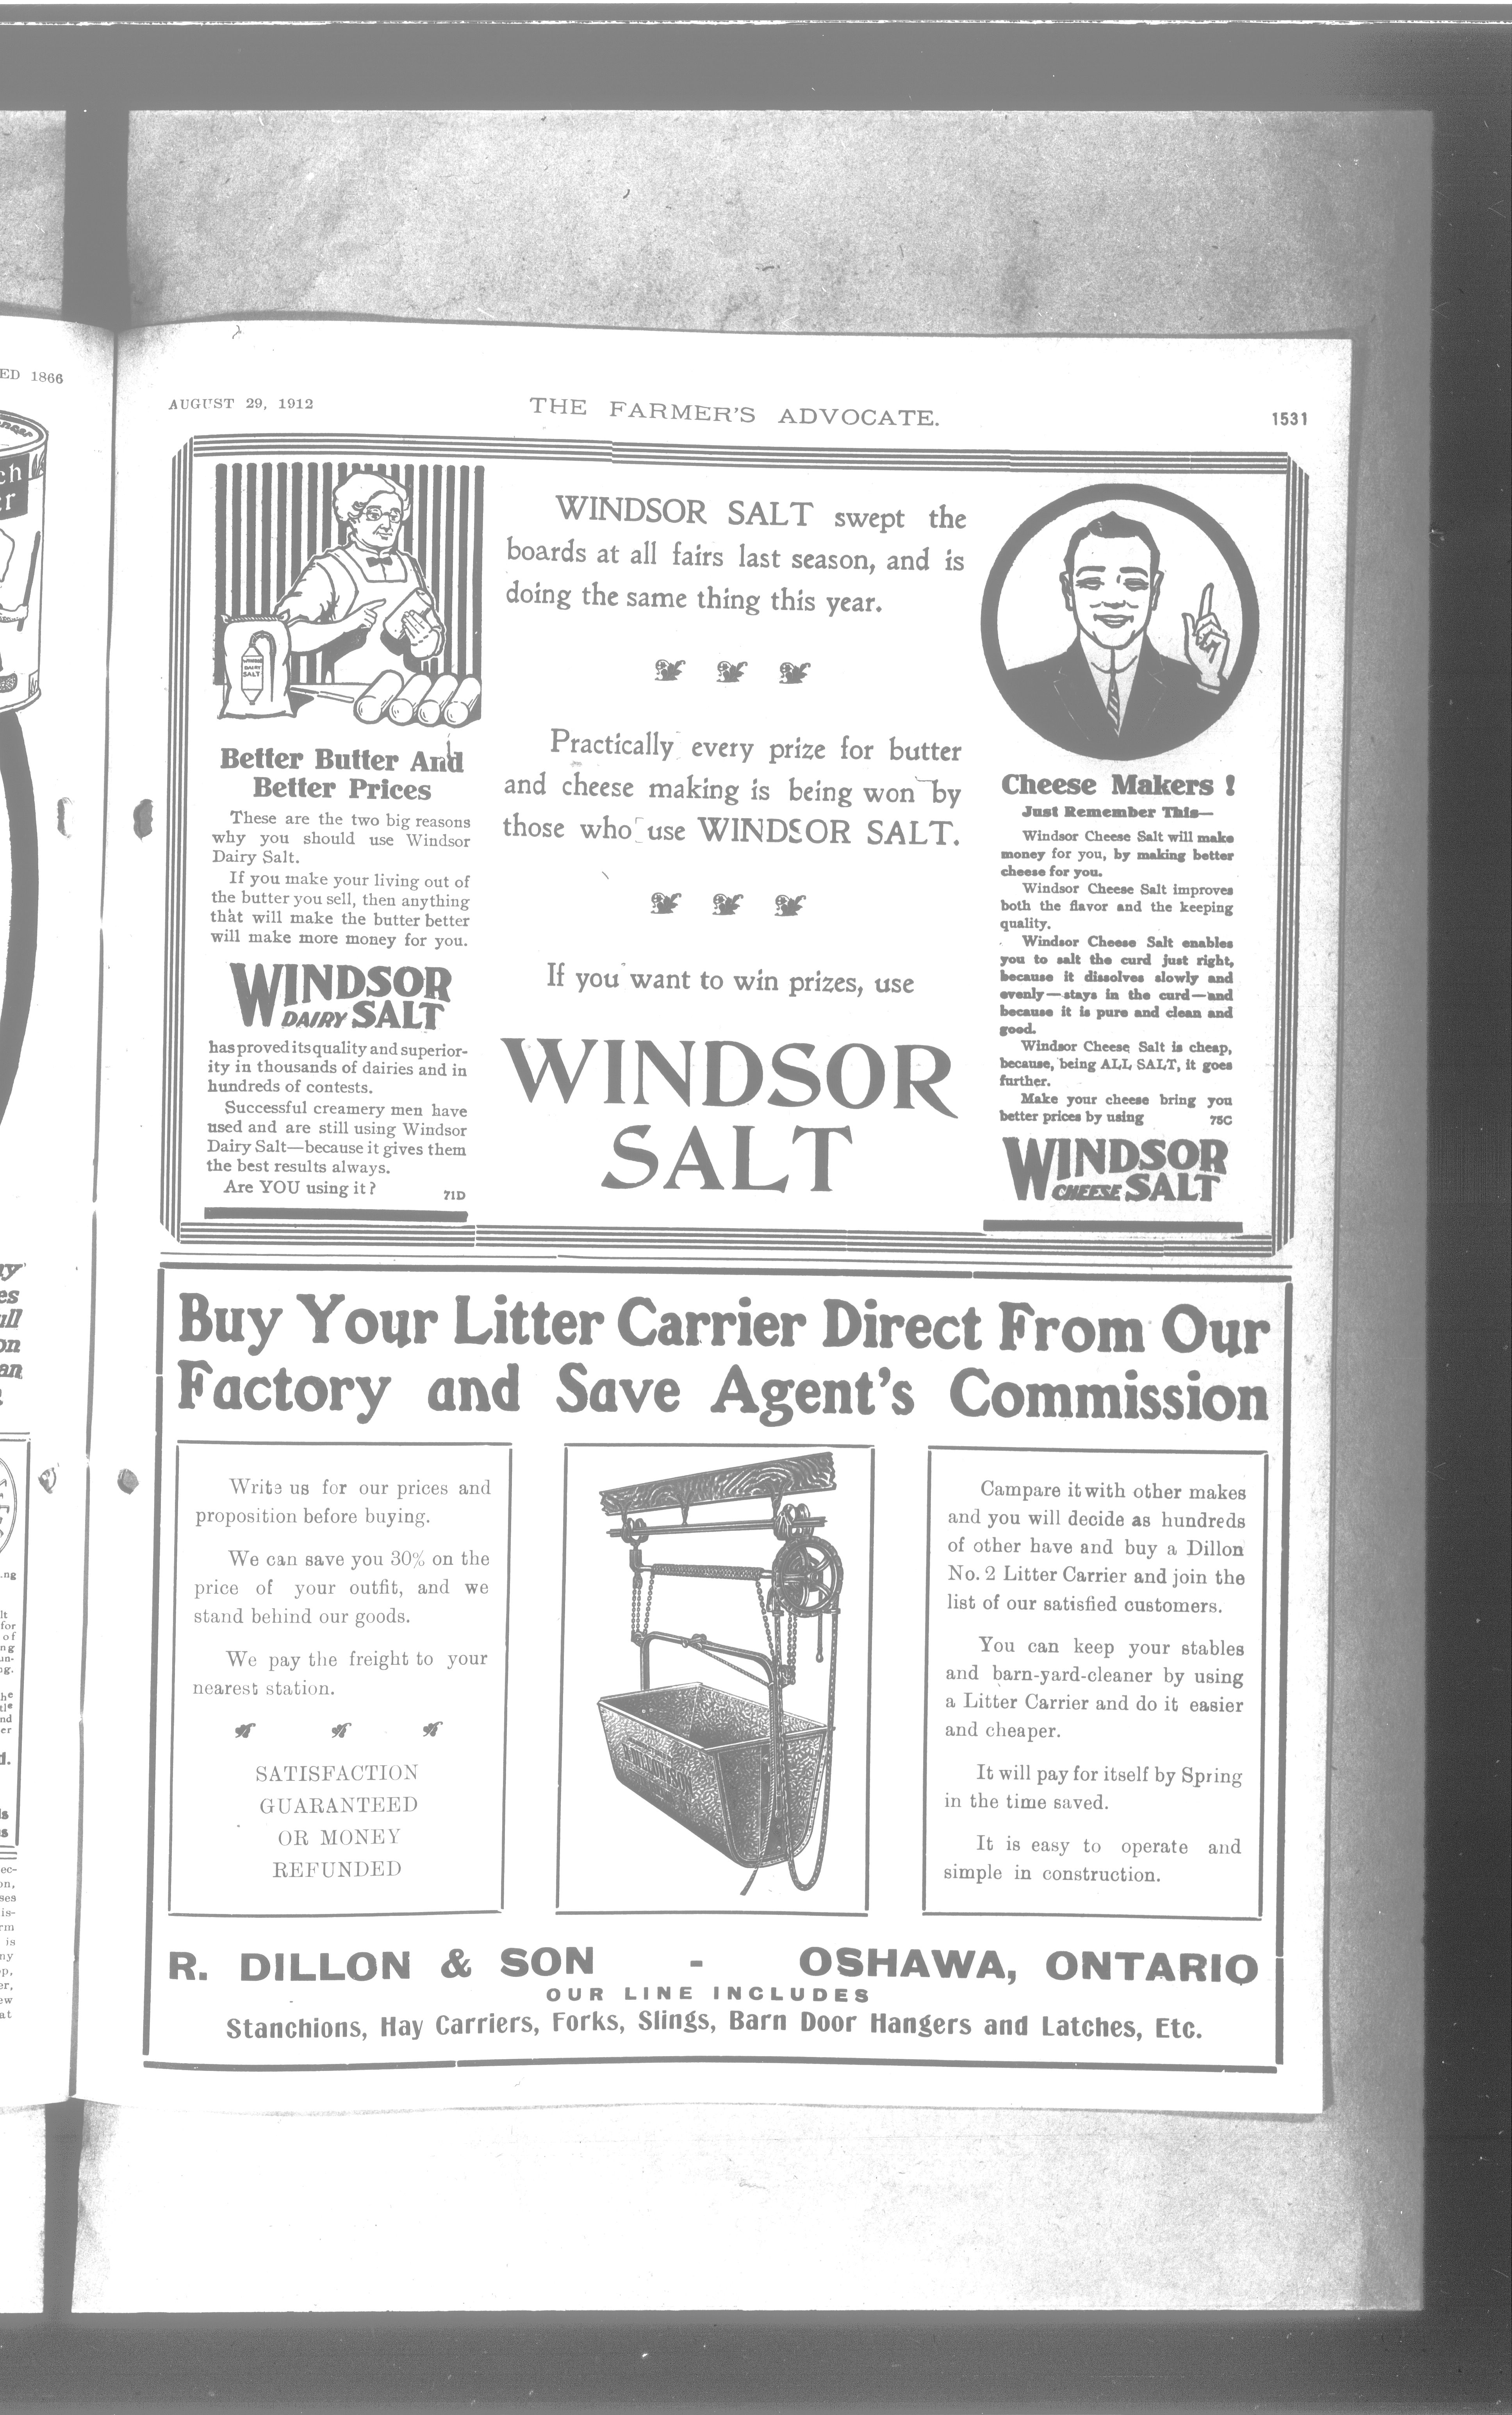 ED 1866
AUGUST 29, 1912
THE FARMER'S ADVOCATE.
1531
DAIRY
SALT
Better Butter And
Better Prices
These are the two big reasons
why you should use Windsor
Dairy Salt.
If you make your living out of
the butter you sell, then anything
that will make the butter better
will make more money for you.
WINDSOR
DAIRY SALT
has proved its quality and superior-
ity in thousands of dairies and in
hundreds of contests.
Successful creamery men have
used and are still using Windsor
Dairy Salt—because it gives them
the best results always.
Are YOU using it? 71D
WINDSOR SALT swept the
boards at all fairs last season, and is
doing the same thing this year.
Practically every prize for butter
and cheese making is being won by
those who use WINDSOR SALT.
If you want to win prizes, use
WINDSOR
SALT
Cheese Makers !
Just Remember This—
Windsor Cheese Salt will make
money for you, by making better
cheese for you.
Windsor Cheese Salt improves
both the flavor and the keeping
quality.
Windsor Cheese Salt enables
you to salt the curd just right,
because it dissolves slowly and
evenly—stays in the curd—and
because it is pure and clean and
good.
Windsor Cheese Salt is cheap,
because, being ALL SALT, it goes
further.
Make your cheese bring you
better prices by using 75C
WINDSOR
CHEESE SALT
Buy Your Litter Carrier Direct From Our
Factory and Save Agent's Commission
Write us for our prices and
proposition before buying.
We can save you 30% on the
price of your outfit, and we
stand behind our goods.
We pay the freight to your
nearest station.
SATISFACTION
GUARANTEED
OR MONEY
REFUNDED
Campare it with other makes
and you will decide as hundreds
of other have and buy a Dillon
No. 2 Litter Carrier and join the
list of our satisfied customers.
You can keep your stables
and barn-yard-cleaner by using
a Litter Carrier and do it easier
and cheaper.
It will pay for itself by Spring
in the time saved.
It is easy to operate and
simple in construction.
R. DILLON & SON - OSHAWA, ONTARIO
OUR LINE INCLUDES
Stanchions, Hay Carriers, Forks, Slings, Barn Door Hangers and Latches, Etc.